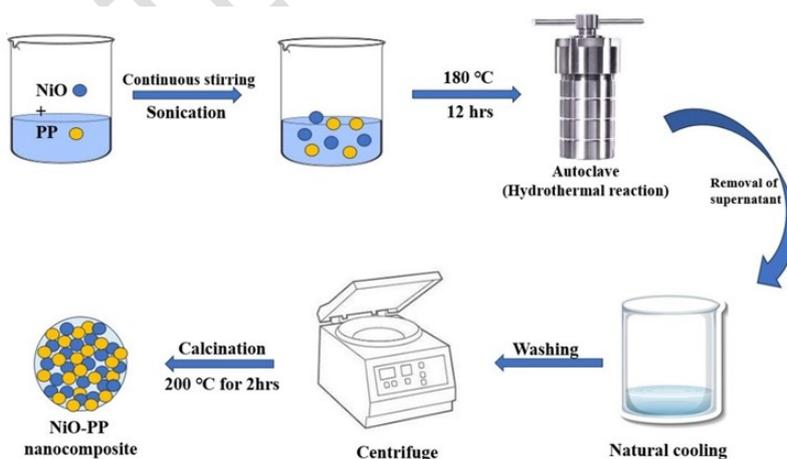 NiO
+
PP
Continuous stirring
Sonication
180 °C
12 hrs
Autoclave
(Hydrothermal reaction)
Removal of
supernatant
Natural cooling
Washing
Centrifuge
Calcination
200 °C for 2hrs
NiO-PP
nanocomposite